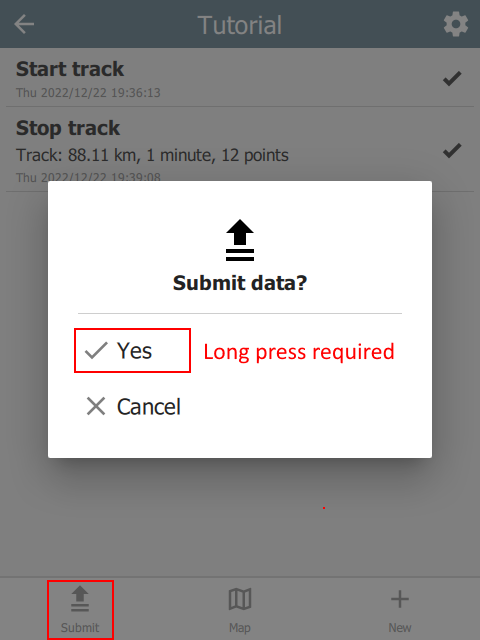 Tutorial
Start track
Thu 2022/12/22 19:36:13
Stop track
Track: 88.11 km, 1 minute, 12 points
Thu 2022/12/22 19:39:08
Submit data?
Yes
Long press required
Cancel
Submit
Map
New